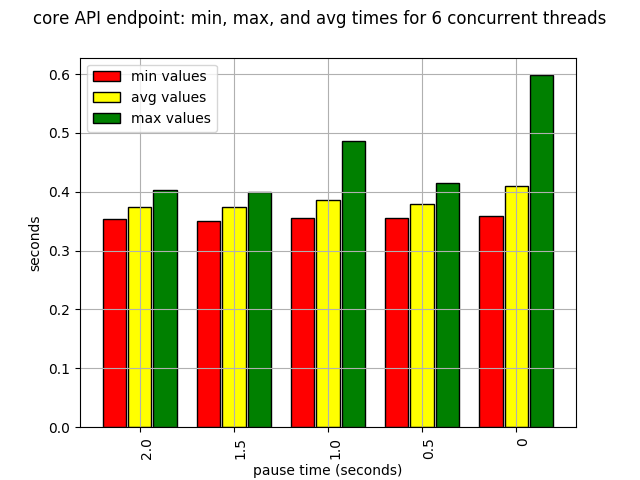 core API endpoint: min, max, and avg times for 6 concurrent threads
min values
avg values
max values
0.6
0.5
0.4
0.3
0.2
0.1
0.0
seconds
2.0
1.5
1.0
0.5
0
pause time (seconds)